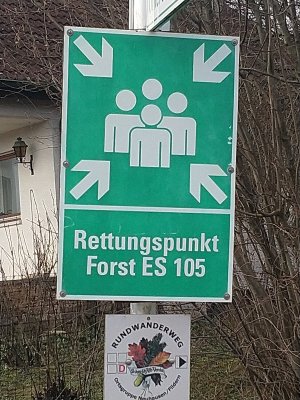 Rettungspunkt
Forst ES 105
RUNDWANDERWEG
D